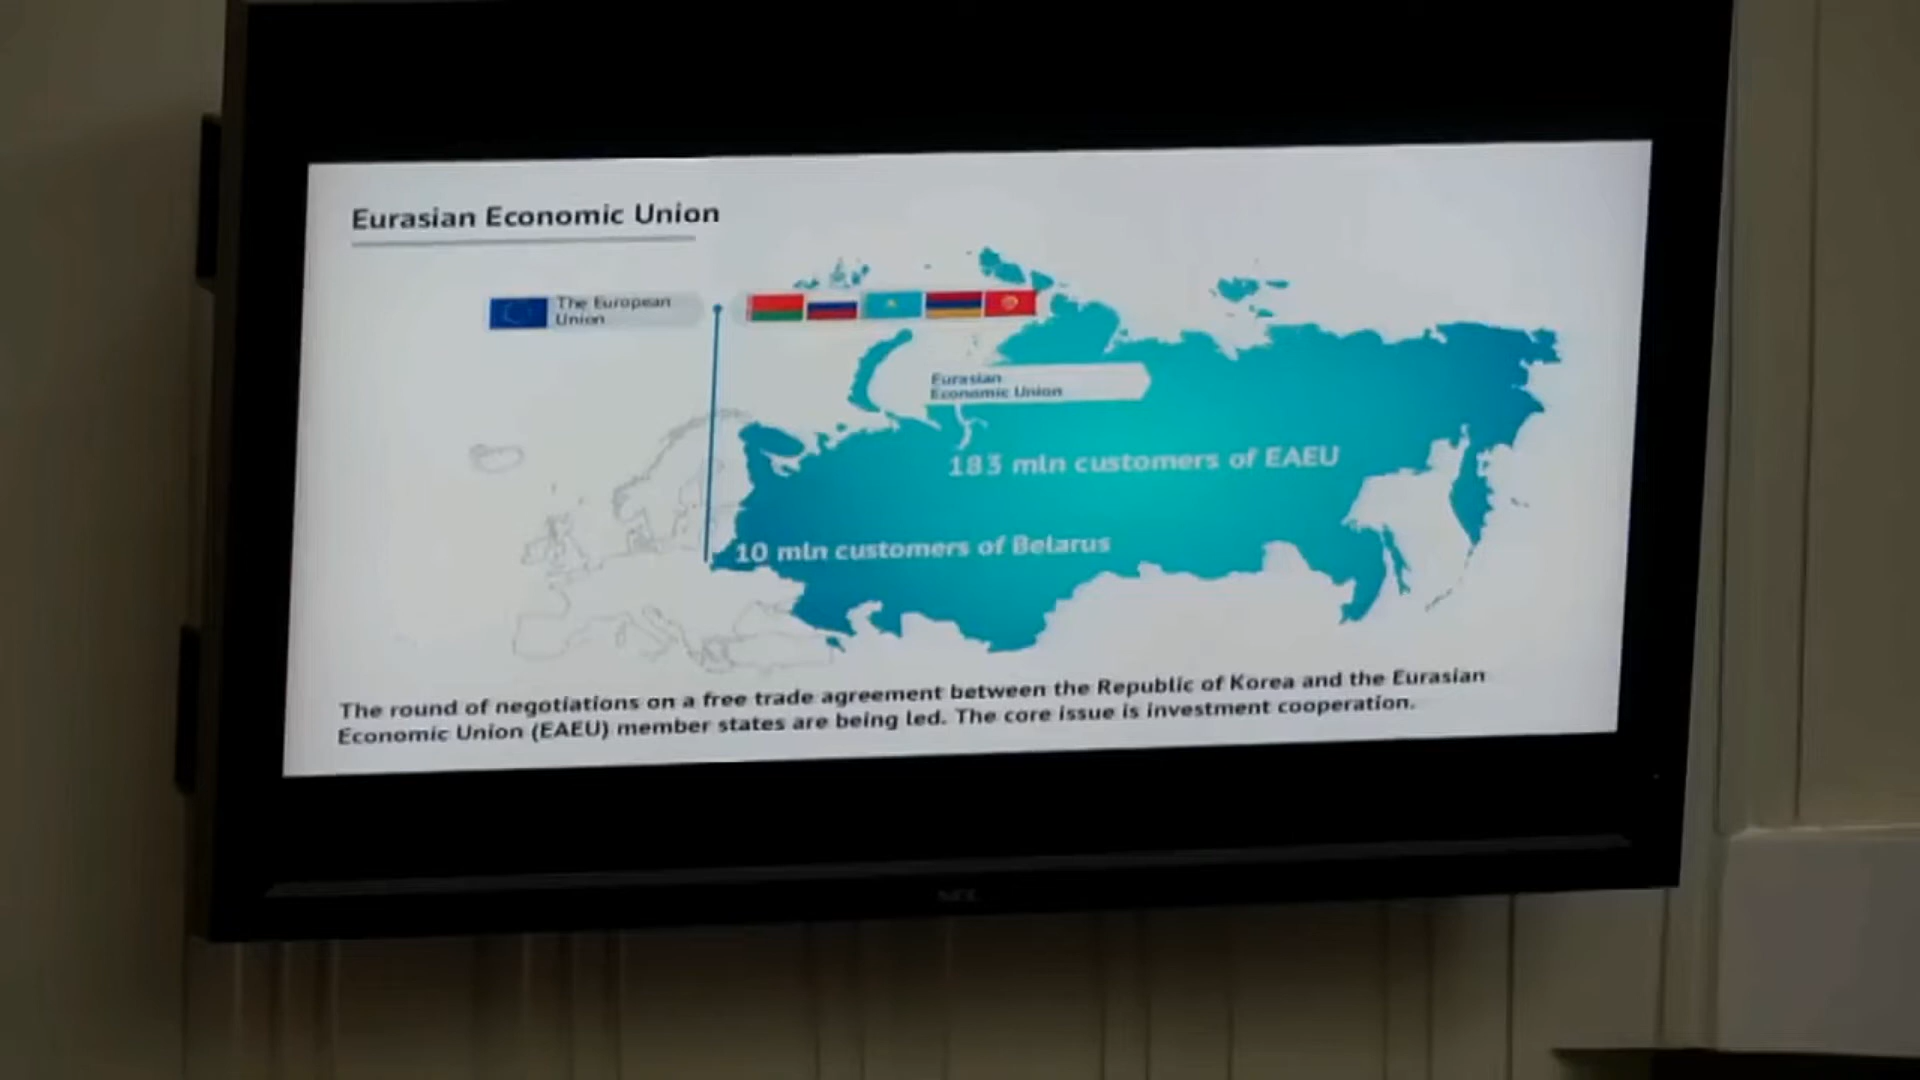 Eurasian Economic Union
The European
Union
Eurasian
Economic Union
183 mln customers of EAEU
10 mln customers of Belarus
The round of negotiations on a free trade agreement between the Republic of Korea and the Eurasian
Economic Union (EAEU) member states are being led. The core issue is investment cooperation.
NEC